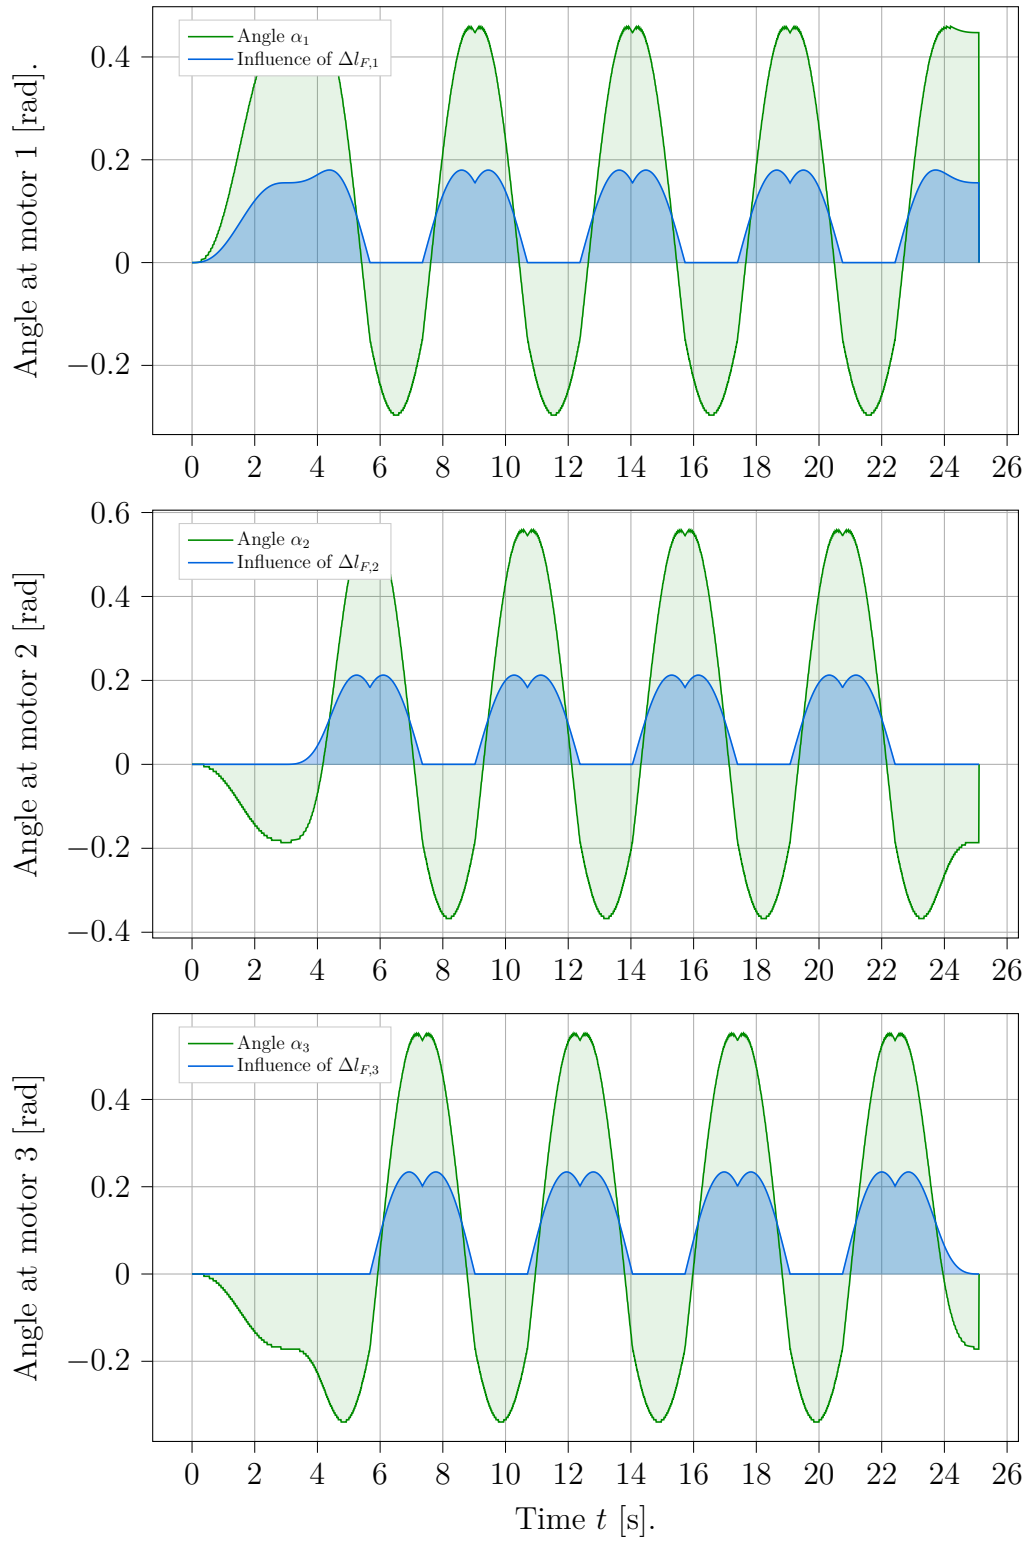 Angle at motor 1 [rad].
0.4
0.2
0
−0.2
Angle α₁
Influence of Δl_F,1
0 2 4 6 8 10 12 14 16 18 20 22 24 26
Angle at motor 2 [rad]
0.6
0.4
0.2
0
−0.2
−0.4
Angle α₂
Influence of Δl_F,2
0 2 4 6 8 10 12 14 16 18 20 22 24 26
Angle at motor 3 [rad]
0.4
0.2
0
−0.2
Angle α₃
Influence of Δl_F,3
0 2 4 6 8 10 12 14 16 18 20 22 24 26
Time t [s].